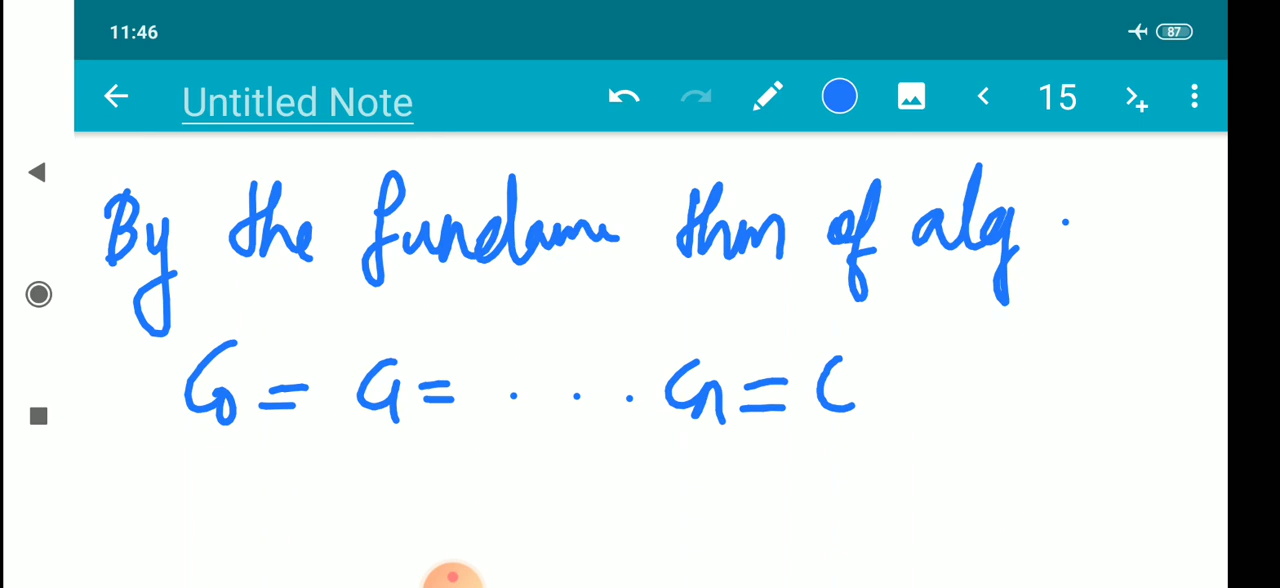 11:46
87
Untitled Note
15
By the fundame thm of alg.
C0 = C1 = . . . Cn = C